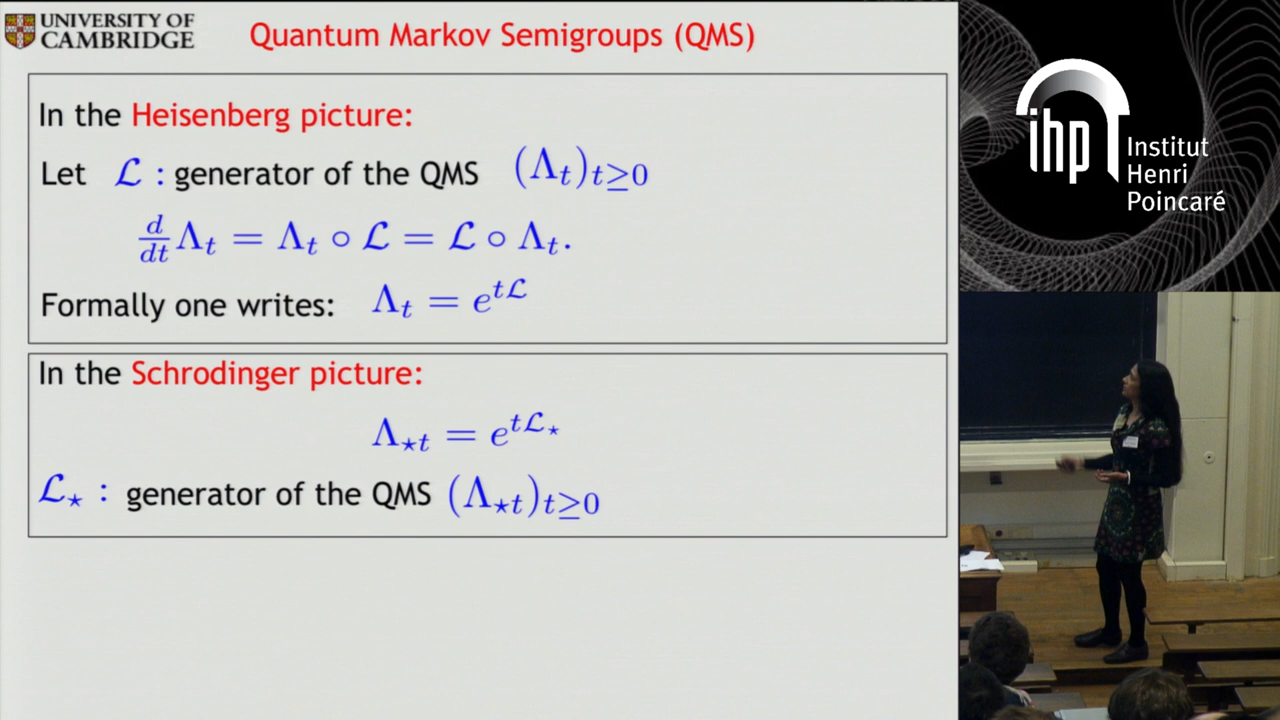 UNIVERSITY OF
CAMBRIDGE
Quantum Markov Semigroups (QMS)
In the Heisenberg picture:
Let ℒ : generator of the QMS (Λ_t)_{t≥0}
d/dt Λ_t = Λ_t ∘ ℒ = ℒ ∘ Λ_t.
Formally one writes: Λ_t = e^{tℒ}
In the Schrodinger picture:
Λ_{⋆t} = e^{tℒ_⋆}
ℒ_⋆ : generator of the QMS (Λ_{⋆t})_{t≥0}
ihp
Institut
Henri
Poincaré